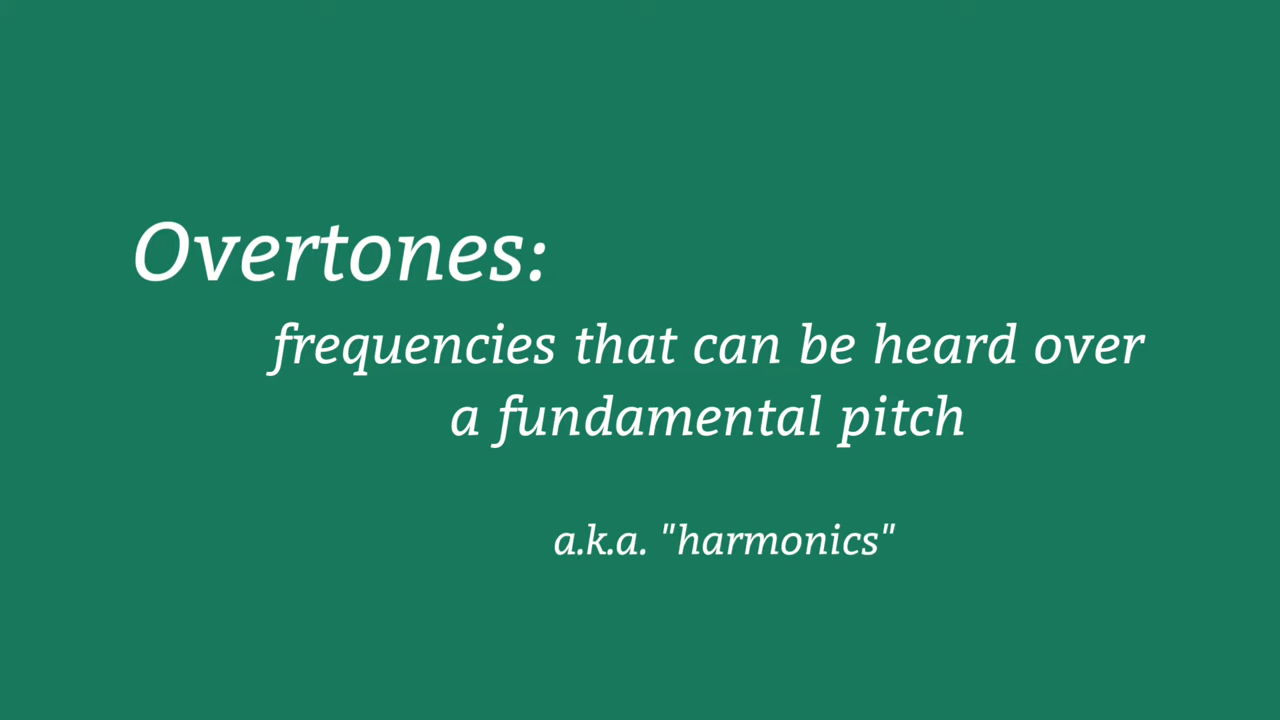 Overtones:
frequencies that can be heard over
a fundamental pitch
a.k.a. "harmonics"